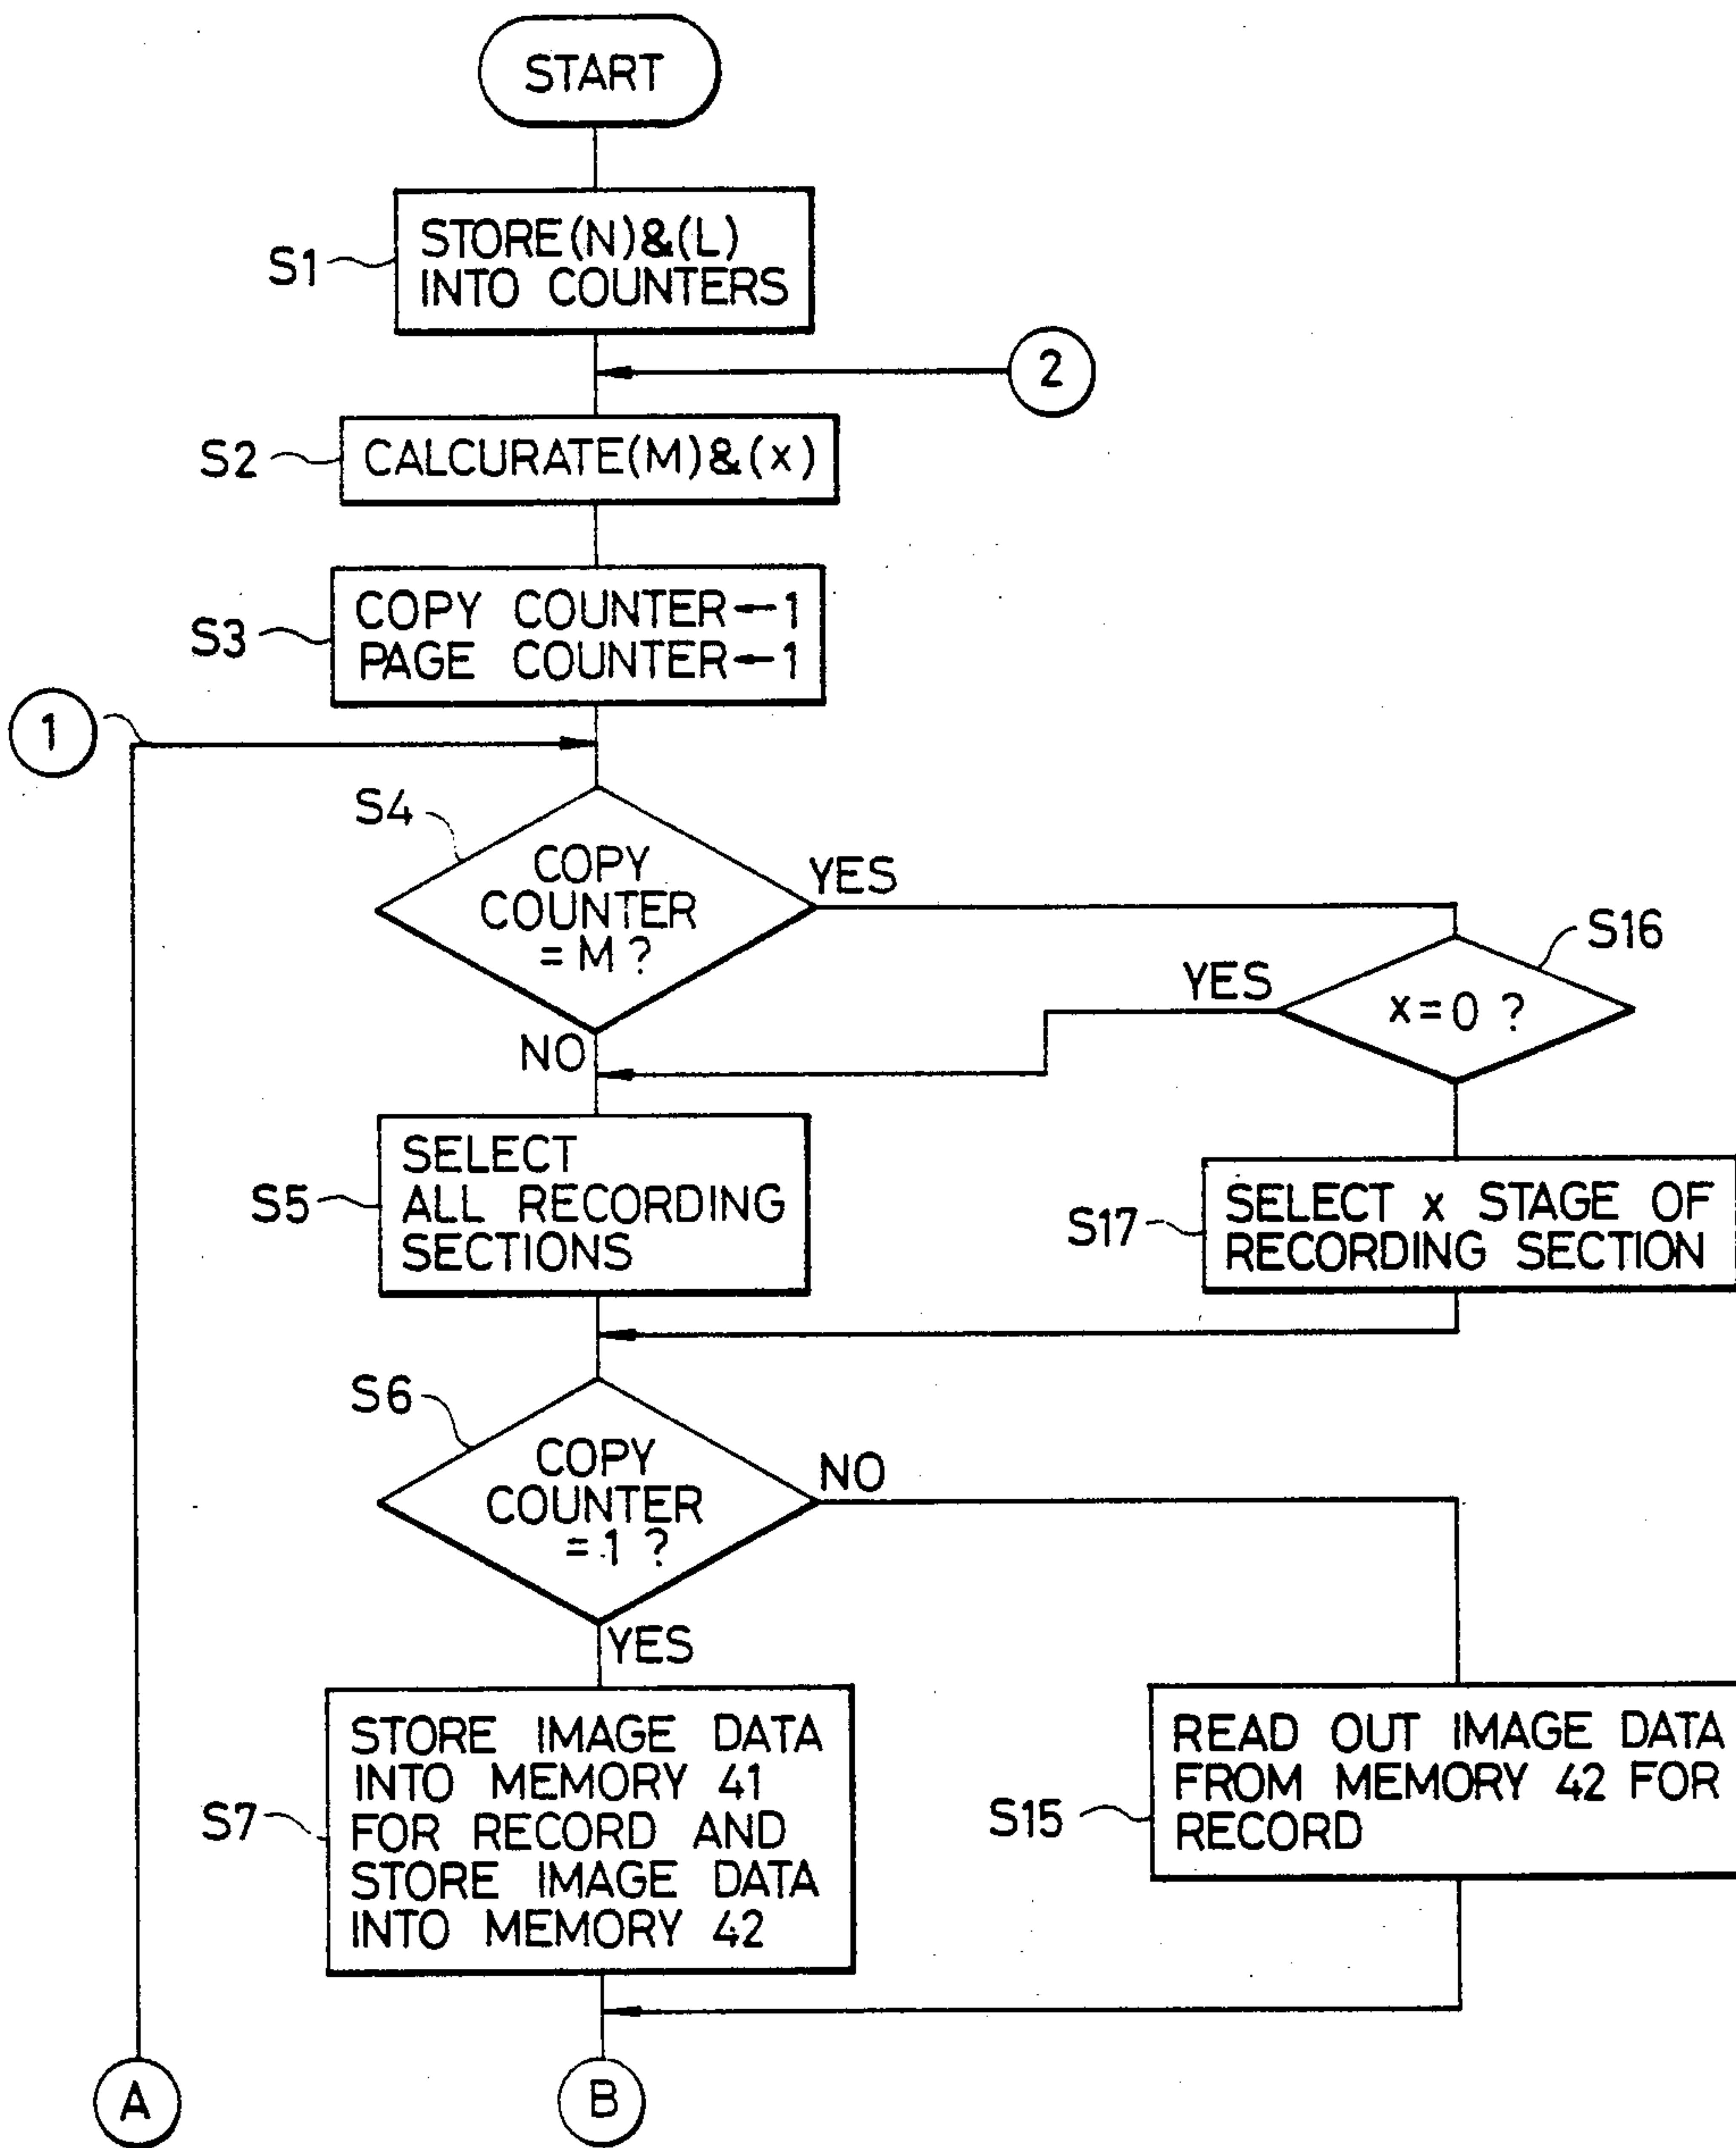 START
S1
STORE(N)&(L)
INTO COUNTERS
2
S2
CALCURATE(M)&(x)
S3
COPY COUNTER←1
PAGE COUNTER←1
1
S4
COPY
COUNTER
=M?
YES
NO
S16
x=0 ?
YES
S5
SELECT
ALL RECORDING
SECTIONS
S17
SELECT x STAGE OF
RECORDING SECTION
S6
COPY
COUNTER
=1 ?
NO
YES
S7
STORE IMAGE DATA
INTO MEMORY 41
FOR RECORD AND
STORE IMAGE DATA
INTO MEMORY 42
S15
READ OUT IMAGE DATA
FROM MEMORY 42 FOR
RECORD
A
B